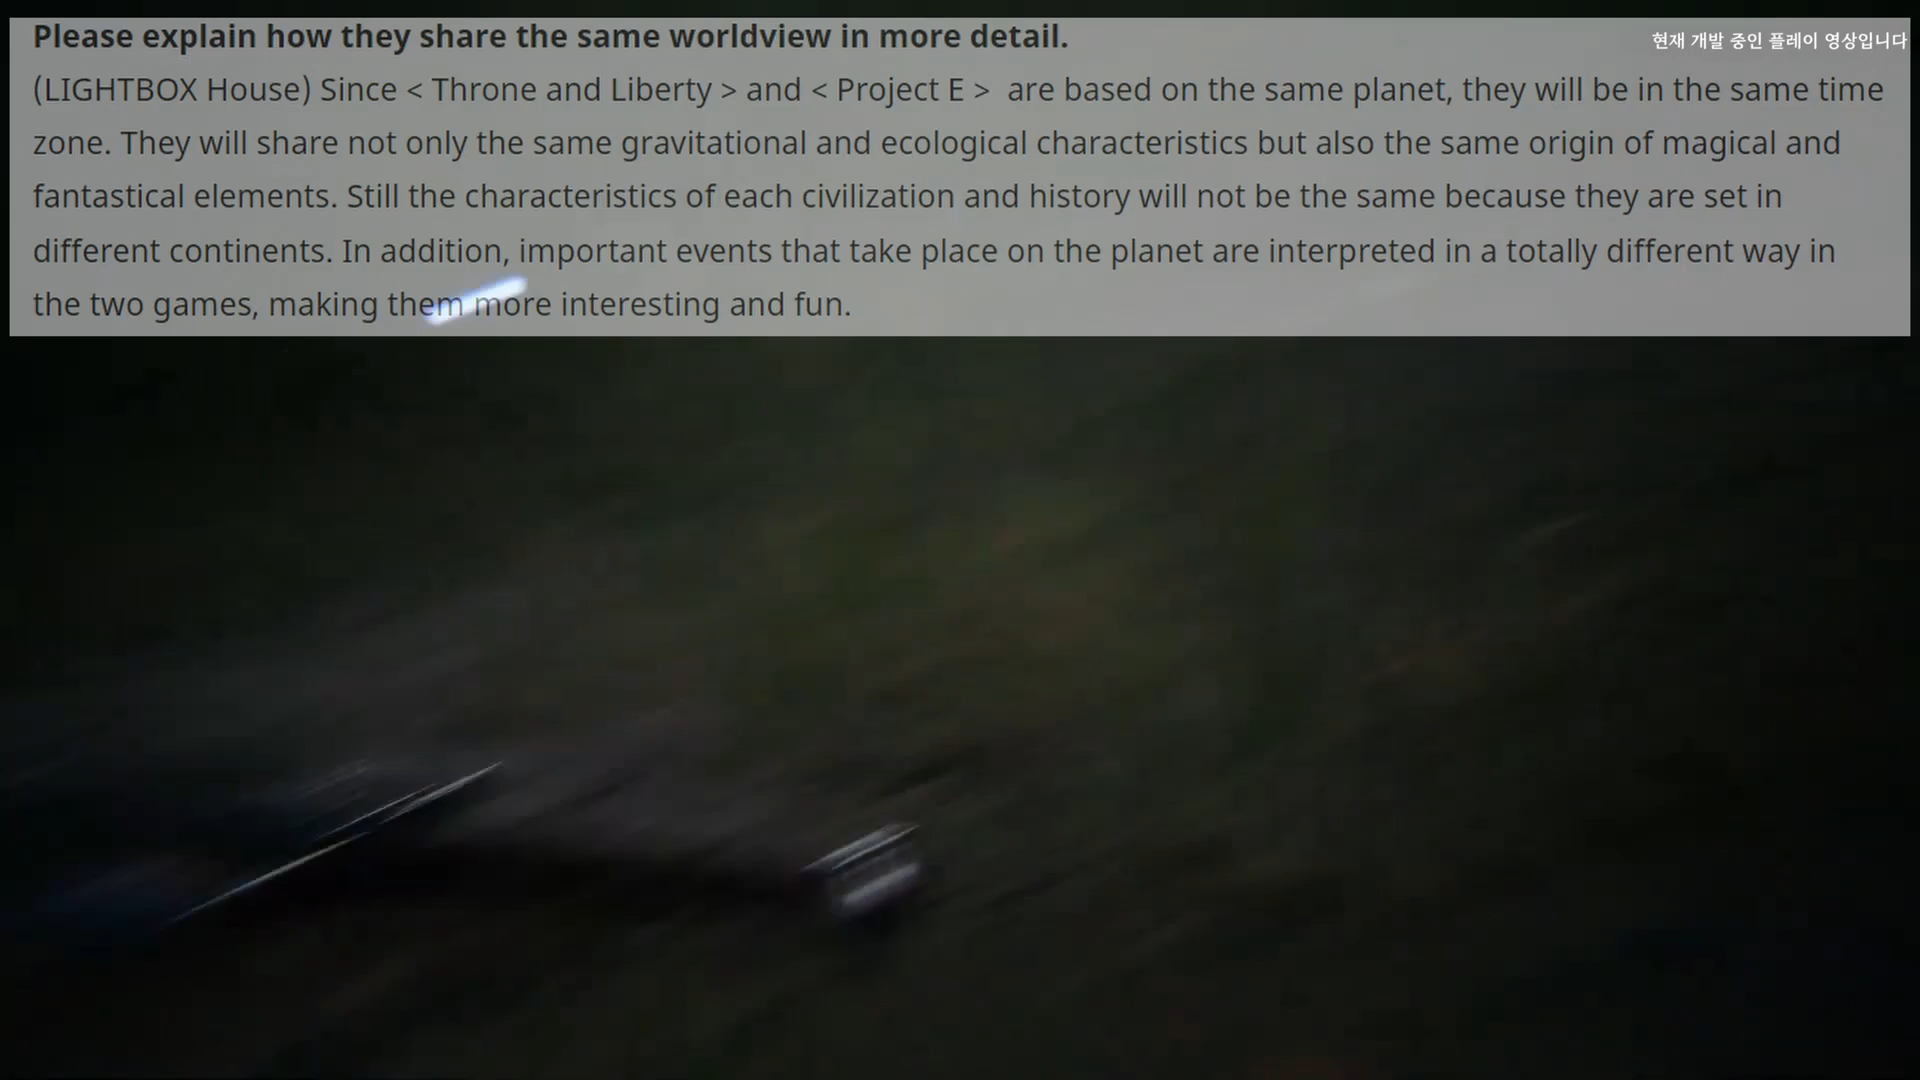 Please explain how they share the same worldview in more detail.
현재 개발 중인 플레이 영상입니다
(LIGHTBOX House) Since < Throne and Liberty > and < Project E >  are based on the same planet, they will be in the same time
zone. They will share not only the same gravitational and ecological characteristics but also the same origin of magical and
fantastical elements. Still the characteristics of each civilization and history will not be the same because they are set in
different continents. In addition, important events that take place on the planet are interpreted in a totally different way in
the two games, making them more interesting and fun.